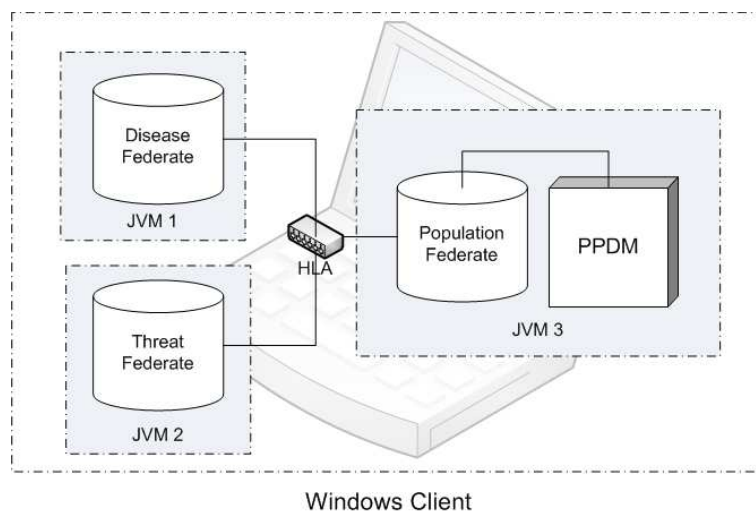 Disease
Federate
JVM 1
HLA
Population
Federate
PPDM
JVM 3
Threat
Federate
JVM 2
Windows Client